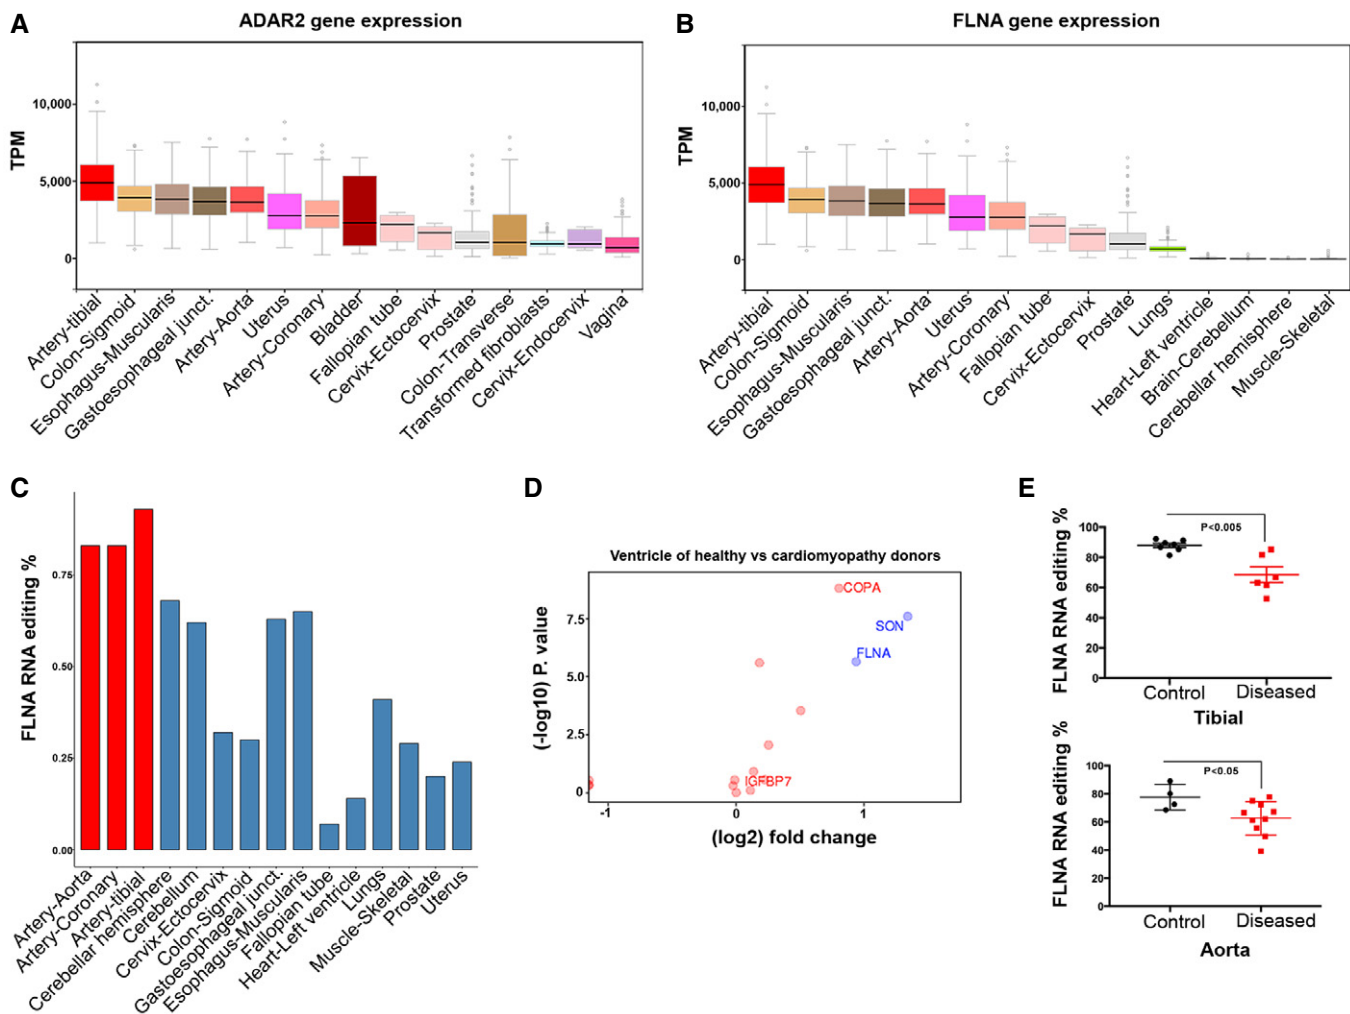 A
ADAR2 gene expression
TPM
10,000
5,000
0
Artery-tibial
Colon-Sigmoid
Esophagus-Muscularis
Gastoesophageal junct.
Artery-Aorta
Uterus
Artery-Coronary
Bladder
Fallopian tube
Cervix-Ectocervix
Prostate
Colon-Transverse
Transformed fibroblasts
Cervix-Endocervix
Vagina
B
FLNA gene expression
TPM
10,000
5,000
0
Artery-tibial
Colon-Sigmoid
Esophagus-Muscularis
Gastoesophageal junct.
Artery-Aorta
Uterus
Artery-Coronary
Fallopian tube
Cervix-Ectocervix
Prostate
Lungs
Heart-Left ventricle
Brain-Cerebellum
Cerebellar hemisphere
Muscle-Skeletal
C
FLNA RNA editing %
0.75
0.50
0.25
0.00
Artery-Aorta
Artery-Coronary
Artery-tibial
Cerebellar hemisphere
Cerebellum
Cervix-Ectocervix
Colon-Sigmoid
Gastoesophageal junct.
Esophagus-Muscularis
Fallopian tube
Heart-Left ventricle
Lungs
Muscle-Skeletal
Prostate
Uterus
D
Ventricle of healthy vs cardiomyopathy donors
(-log10) P. value
7.5
5.0
2.5
0
COPA
SON
FLNA
IGFBP7
-1
0
1
(log2) fold change
E
FLNA RNA editing %
100
80
60
40
20
0
P<0.005
Control
Diseased
Tibial
FLNA RNA editing %
100
80
60
40
20
0
P<0.05
Control
Diseased
Aorta